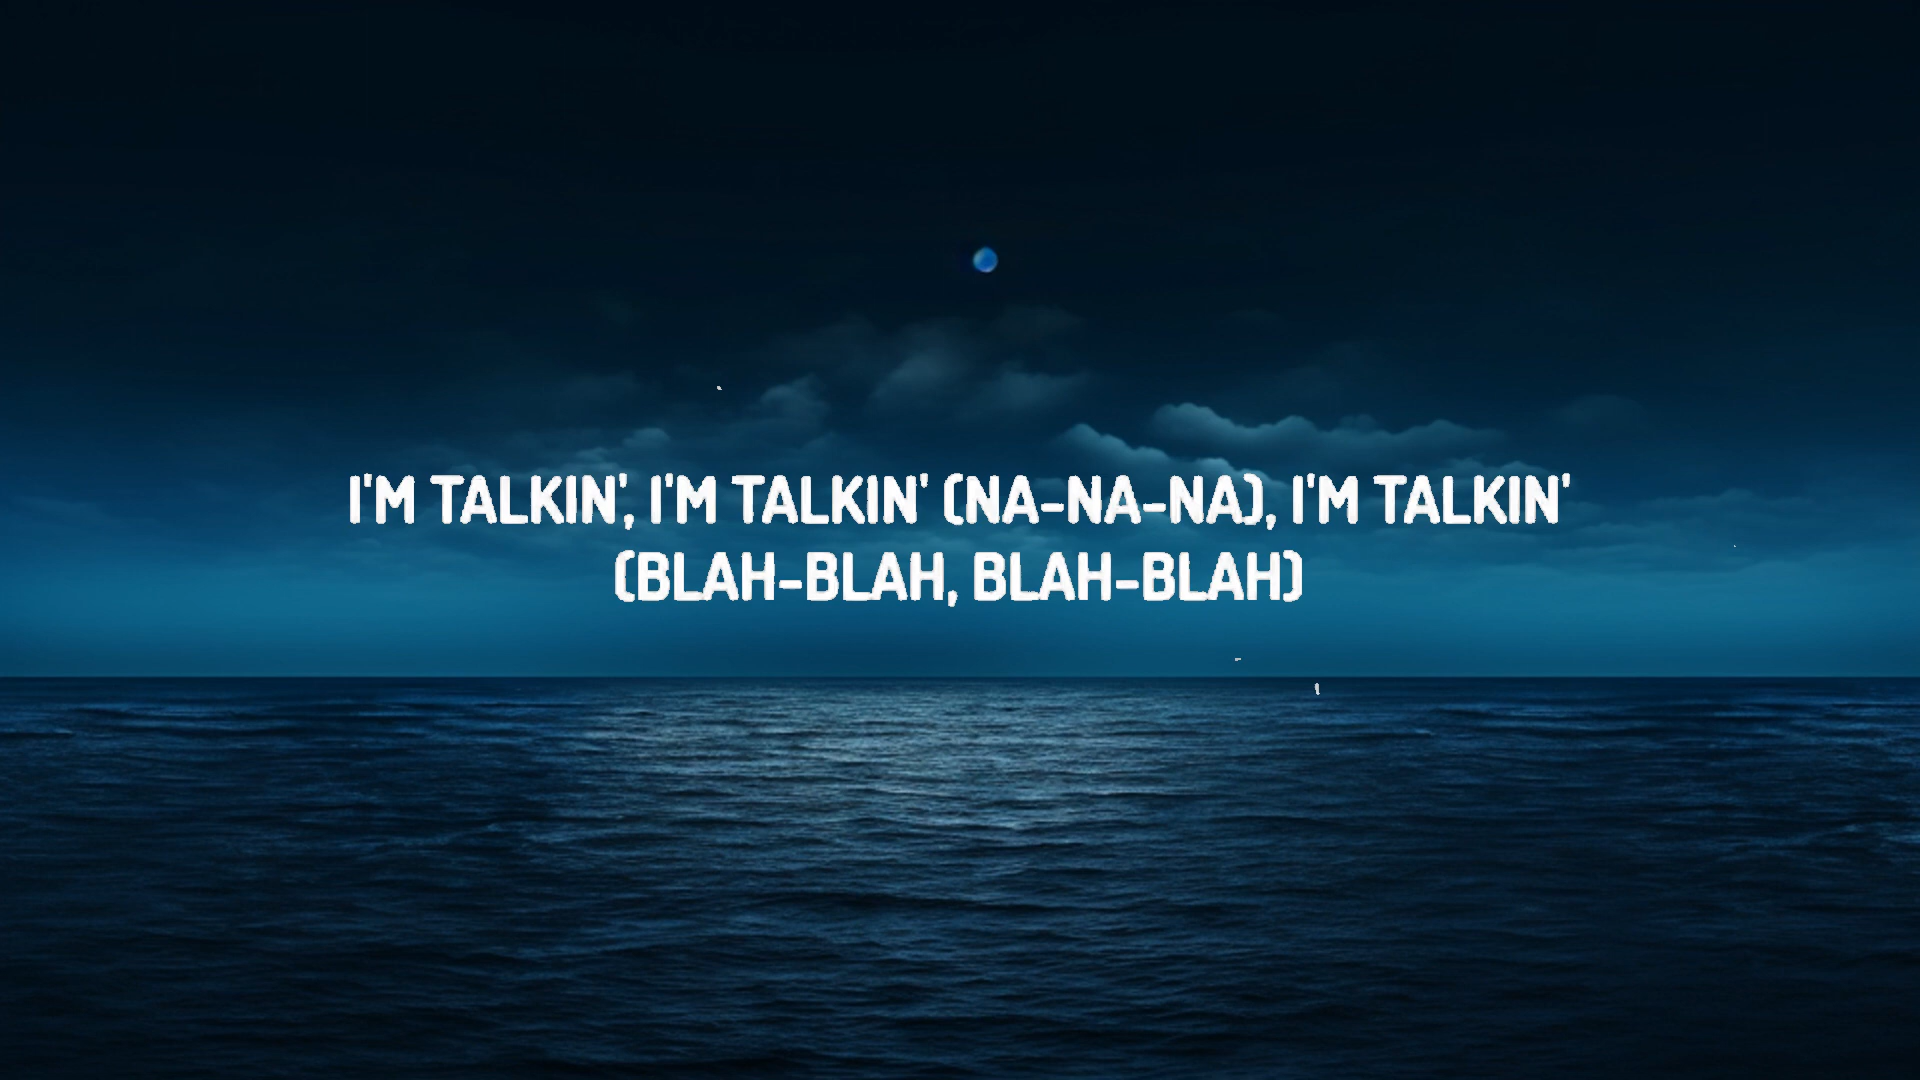 I'M TALKIN', I'M TALKIN' (NA-NA-NA), I'M TALKIN'
(BLAH-BLAH, BLAH-BLAH)